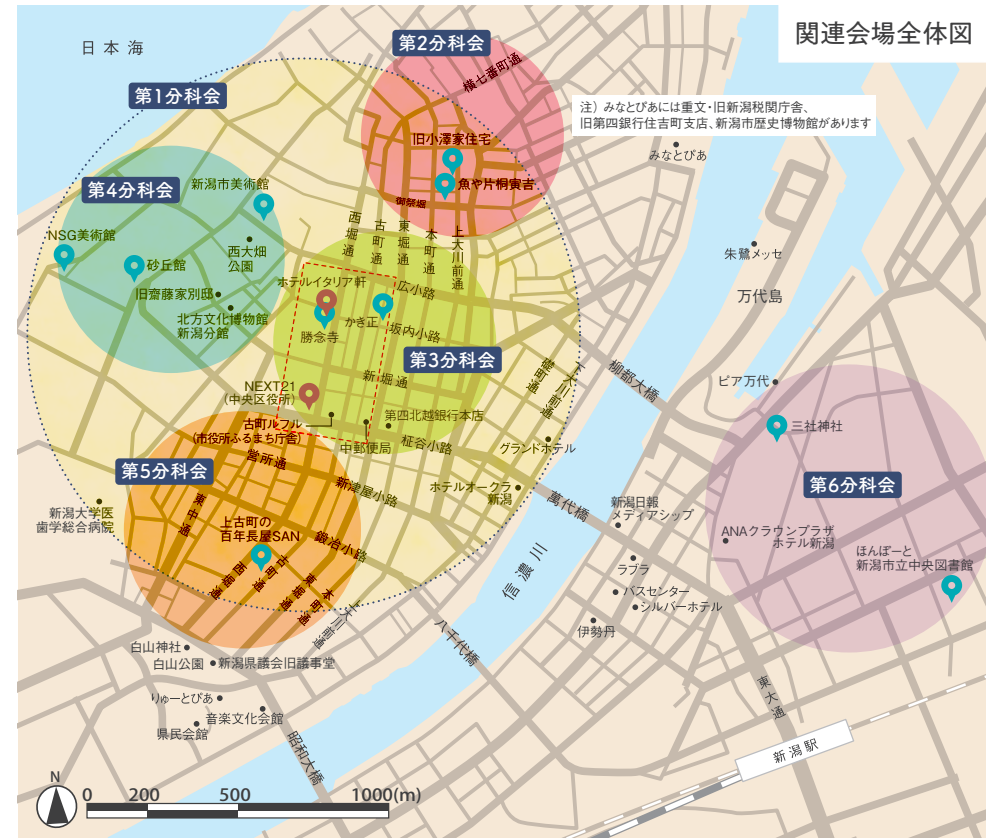 関連会場全体図
日本海
第2分科会
横七番町通
第1分科会
注）みなとぴあには重文・旧新潟税関庁舎、
旧第四銀行住吉町支店、新潟市歴史博物館があります
旧小澤家住宅
みなとぴあ
魚や片桐寅吉
第4分科会
新潟市美術館
御祭堀
西堀通
古町通
東堀通
本町通
上大川前通
NSG美術館
西大畑
公園
砂丘館
朱鷺メッセ
ホテルイタリア軒
広小路
旧齋藤家別邸
万代島
北方文化博物館
新潟分館
かき正
坂内小路
勝念寺
第3分科会
礎町通
下大川前通
柳都大橋
新堀通
ピア万代
NEXT21
(中央区役所)
三社神社
古町ルフル
(市役所ふるまち庁舎)
第四北越銀行本店
中郵便局
柾谷小路
グランドホテル
営所通
第5分科会
第6分科会
新津屋小路
ホテルオークラ
新潟
東中通
萬代橋
新潟大学医
歯学総合病院
新潟日報
メディアシップ
上古町の
百年長屋SAN
鍛冶小路
ANAクラウンプラザ
ホテル新潟
ほんぽーと
新潟市立中央図書館
信濃川
西堀通
古町通
東堀通
本町通
上大川前通
ラブラ
バスセンター
シルバーホテル
伊勢丹
八千代橋
白山神社
白山公園
新潟県議会旧議事堂
りゅーとぴあ
音楽文化会館
県民会館
東大通
昭和大橋
新潟駅
N
0 200 500 1000(m)